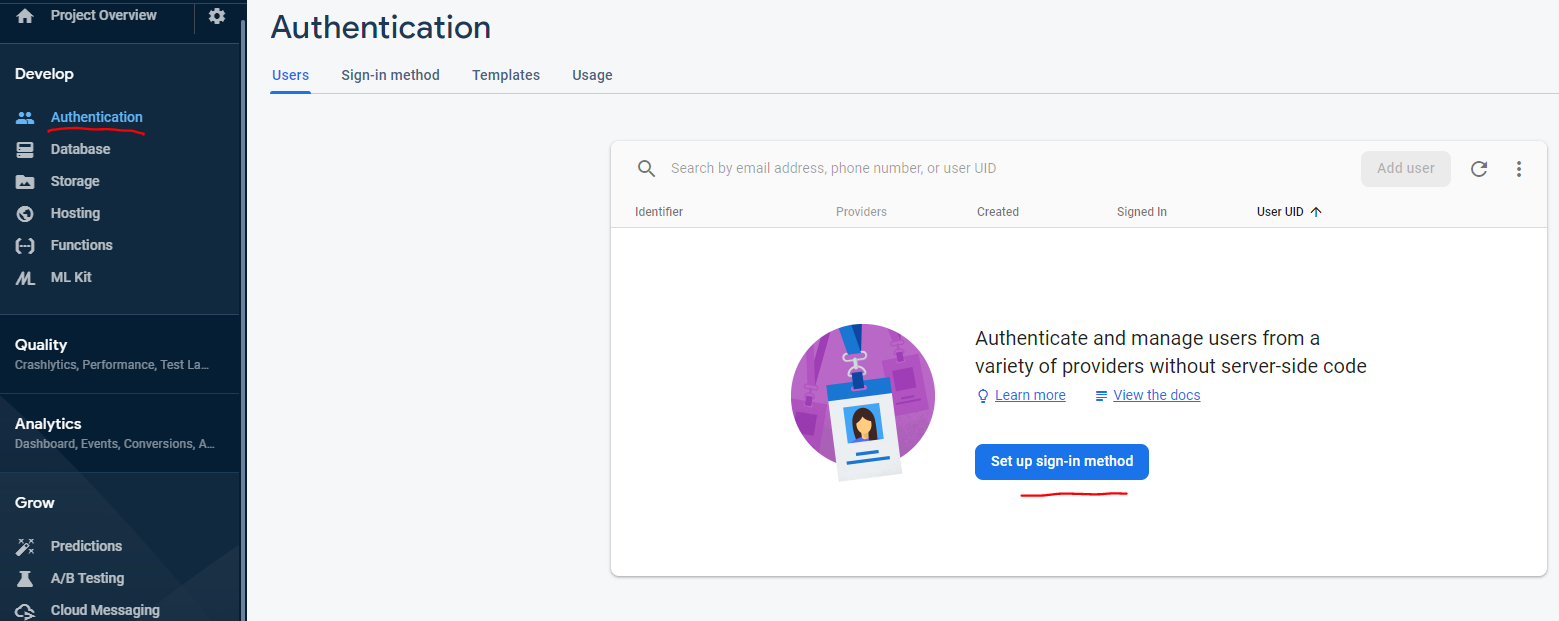 Project Overview
Develop
Authentication
Database
Storage
Hosting
Functions
ML Kit
Quality
Crashlytics, Performance, Test La...
Analytics
Dashboard, Events, Conversions, A...
Grow
Predictions
A/B Testing
Cloud Messaging
Authentication
Users Sign-in method Templates Usage
Search by email address, phone number, or user UID Add user
Identifier Providers Created Signed In User UID
Authenticate and manage users from a
variety of providers without server-side code
Learn more View the docs
Set up sign-in method